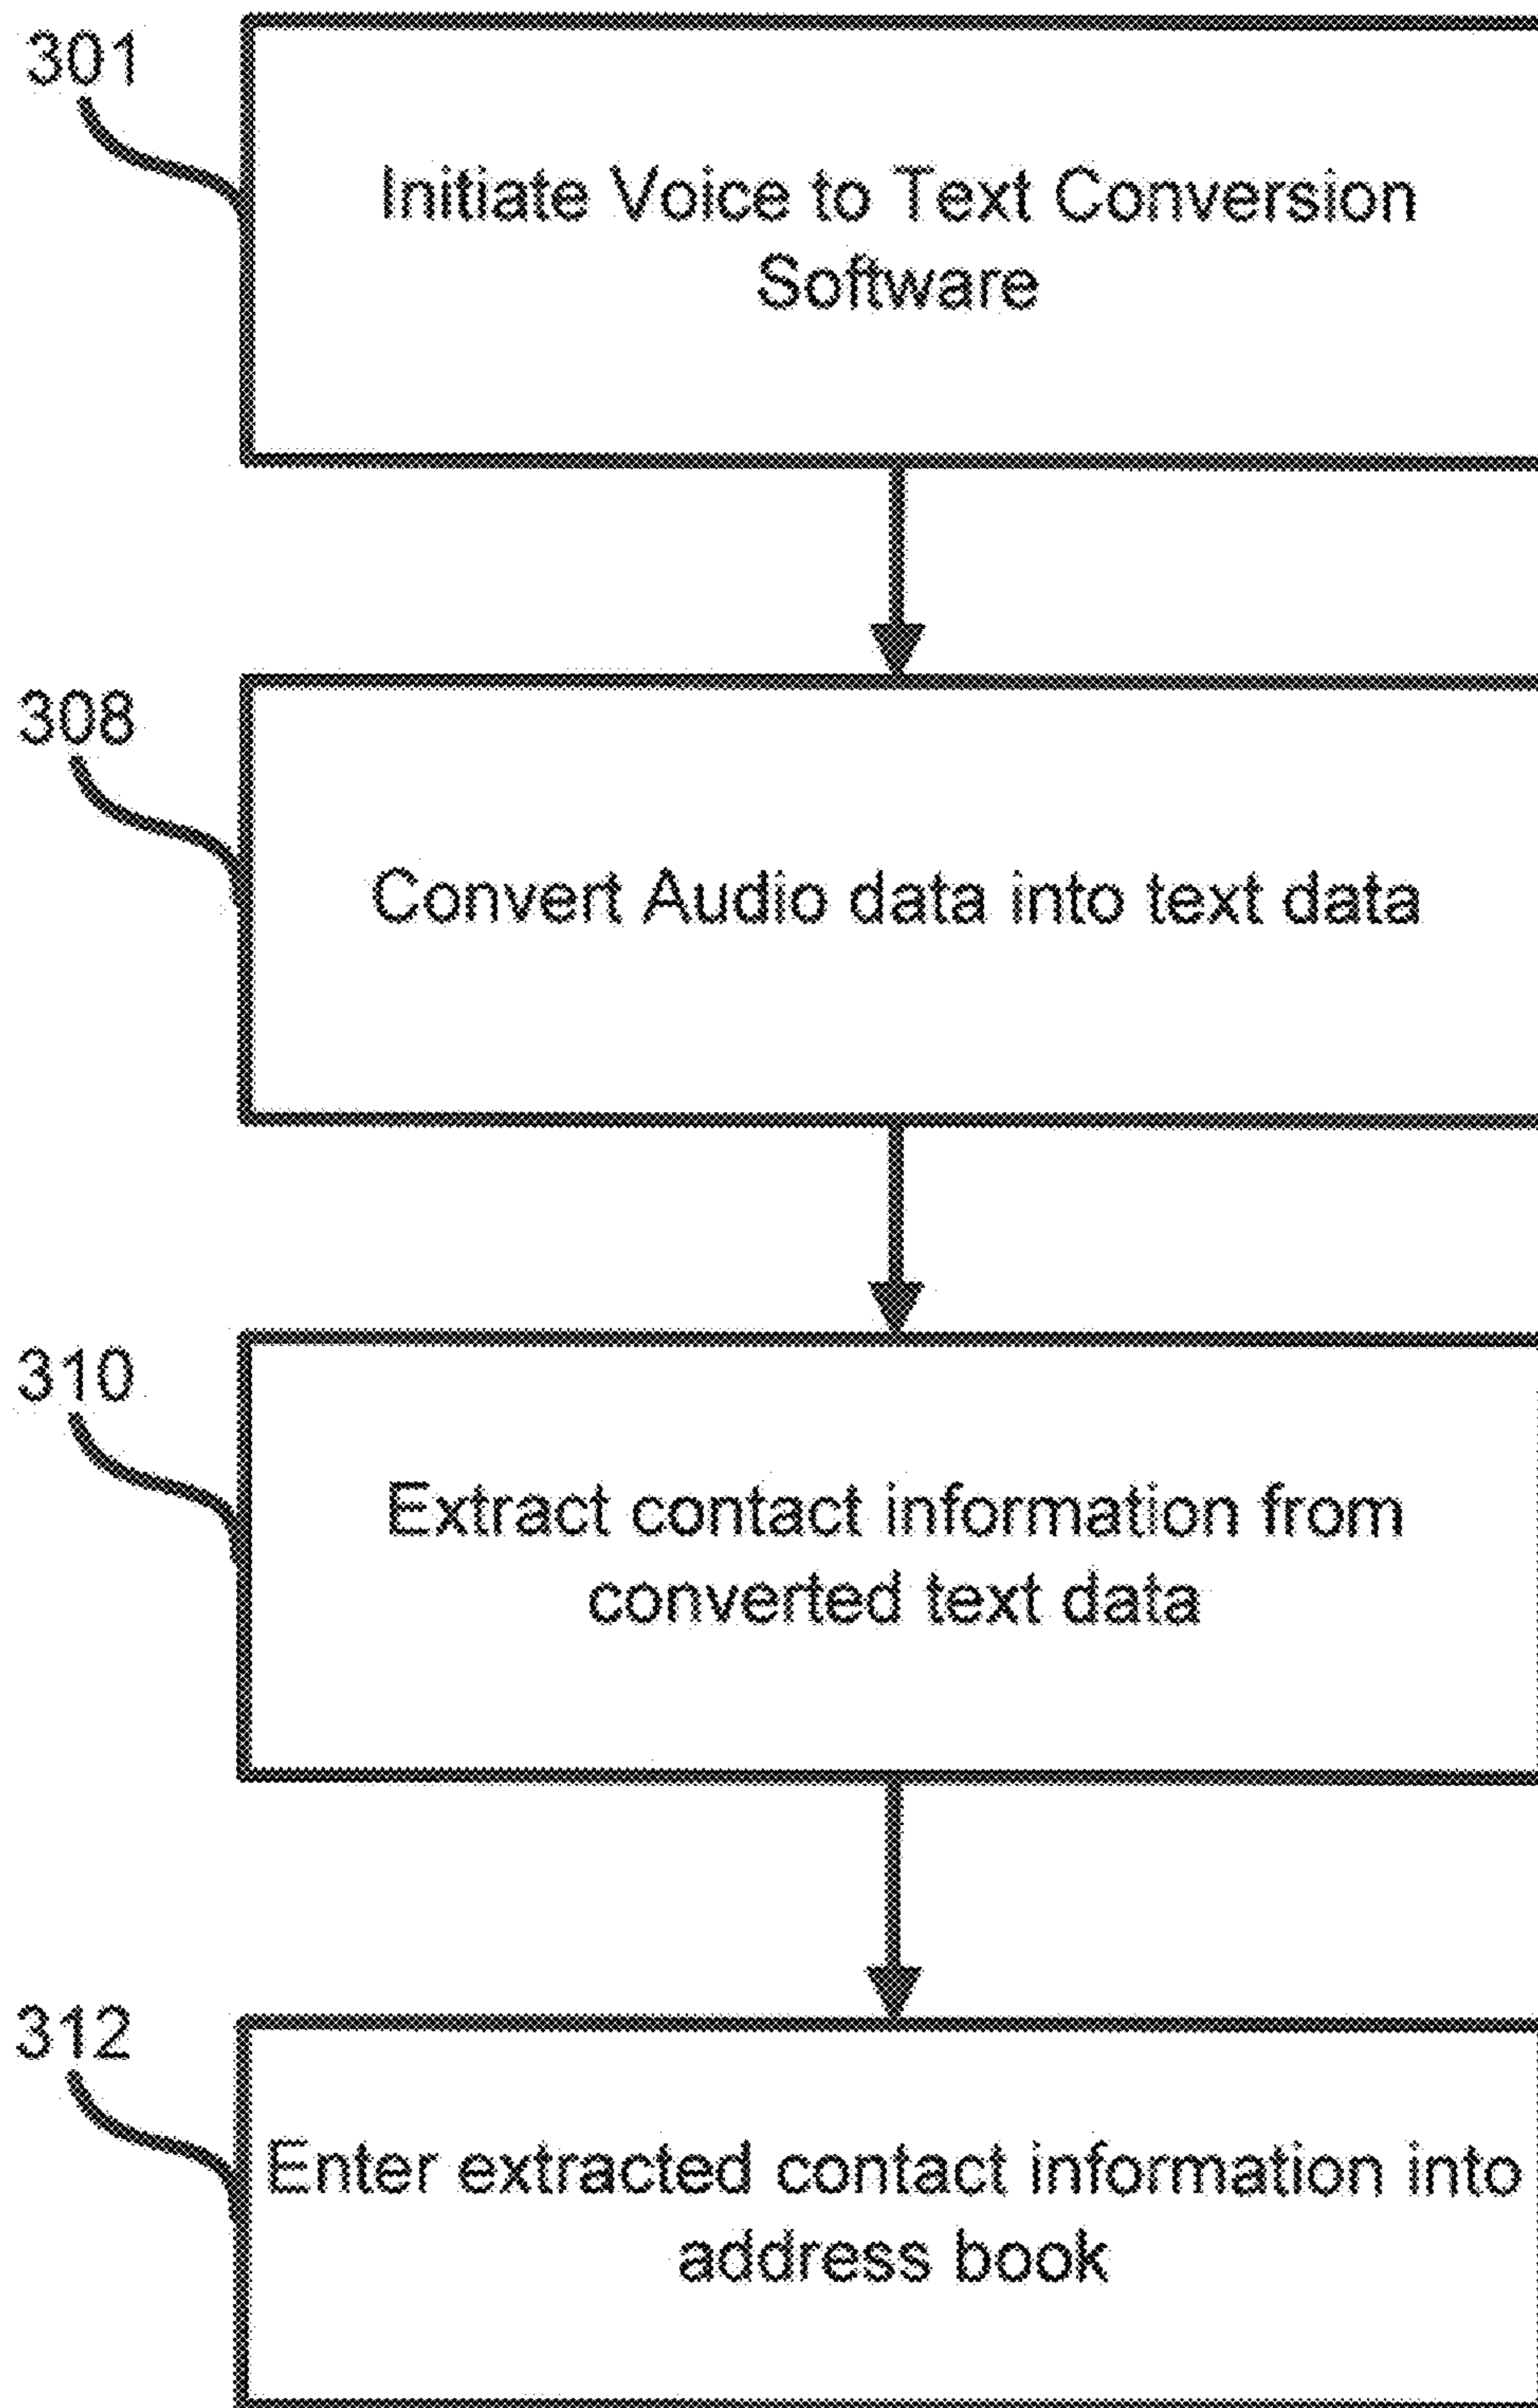 301
Initiate Voice to Text Conversion
Software
308
Convert Audio data into text data
310
Extract contact information from
converted text data
312
Enter extracted contact information into
address book